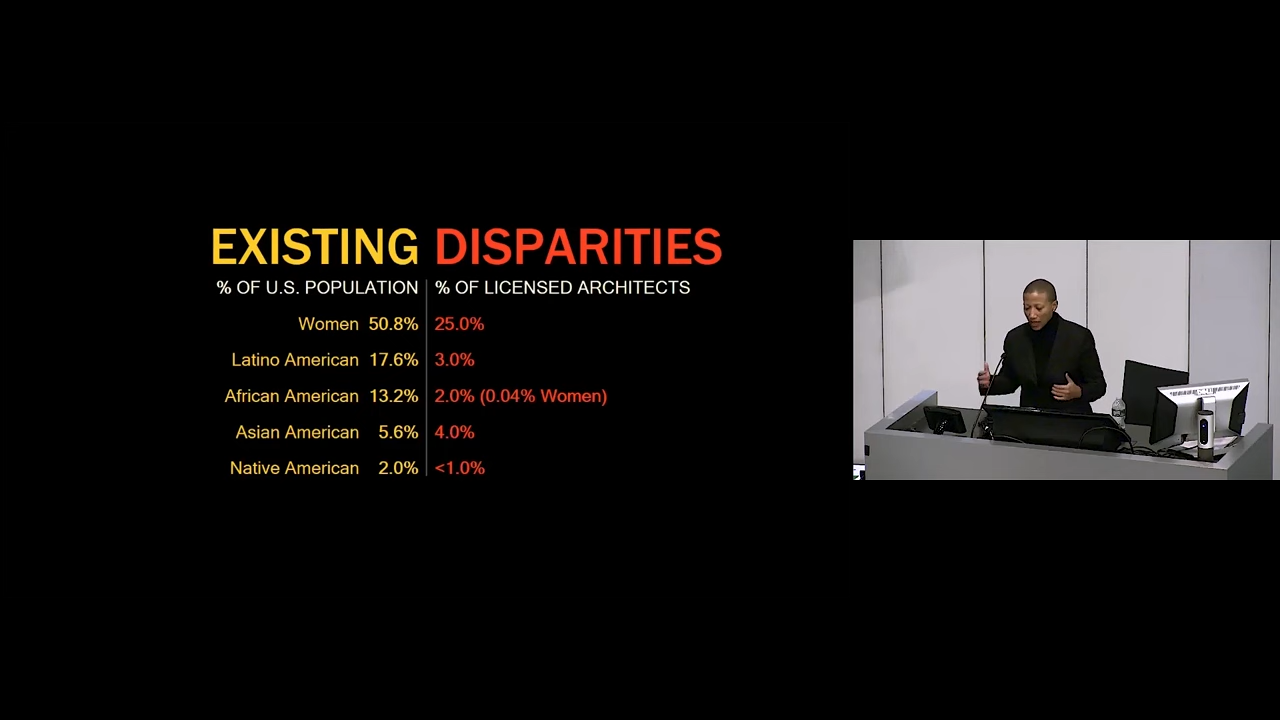 EXISTING DISPARITIES
% OF U.S. POPULATION % OF LICENSED ARCHITECTS
Women 50.8% 25.0%
Latino American 17.6% 3.0%
African American 13.2% 2.0% (0.04% Women)
Asian American 5.6% 4.0%
Native American 2.0% <1.0%